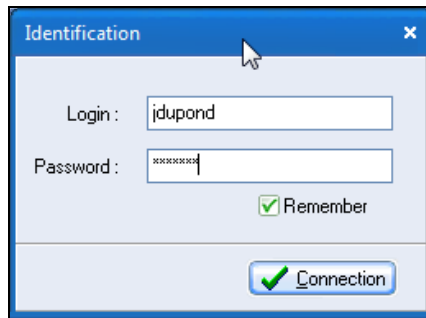 Identification
Login : jdupond
Password : *******
Remember
Connection